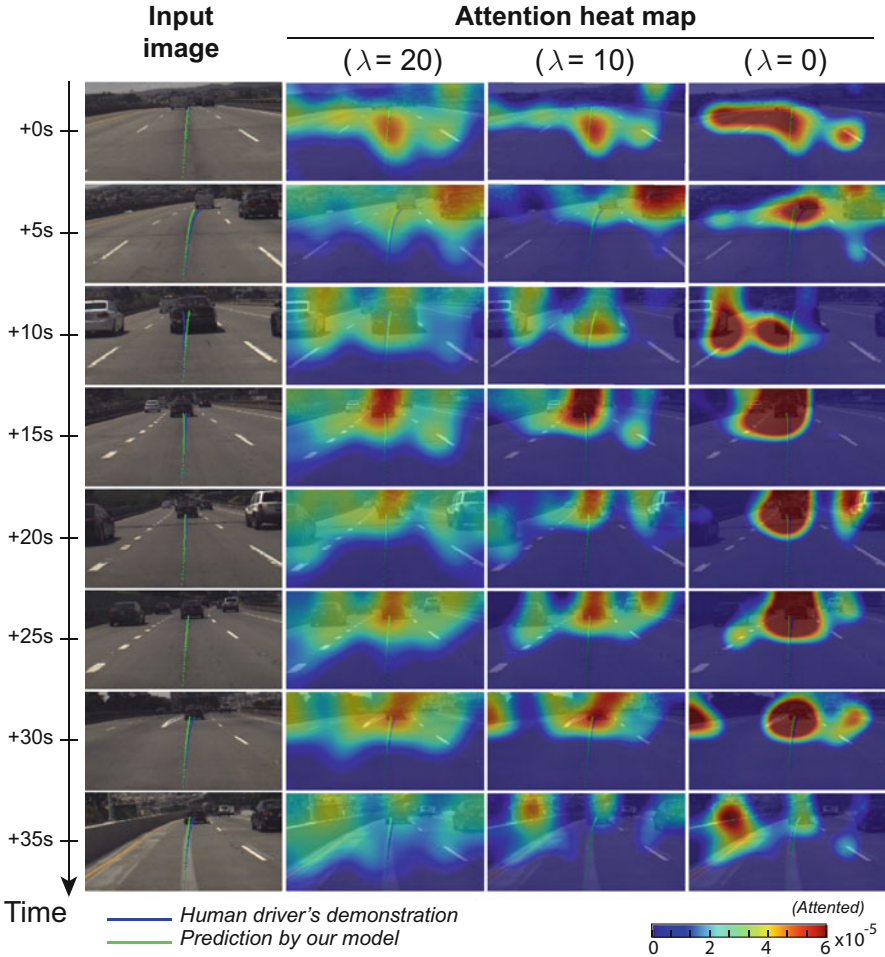 Input
image
Attention heat map
(λ= 20)
(λ= 10)
(λ= 0)
+0s
+5s
+10s
+15s
+20s
+25s
+30s
+35s
Time
Human driver's demonstration
Prediction by our model
(Attented)
0 2 4 6 x10⁻⁵